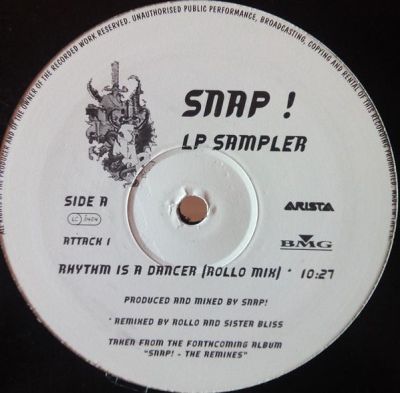 ALL RIGHTS OF THE PRODUCER AND OF THE OWNER OF THE RECORDED WORK RESERVED. UNAUTHORISED PUBLIC PERFORMANCE, BROADCASTING, COPYING AND RENTAL OF THIS RECORDING PROHIBITED
SNAP !
LP SAMPLER
SIDE A
LC
ARISTA
ATTACK 1
BMG
RHYTHM IS A DANCER (ROLLO MIX) * 10:27
PRODUCED AND MIXED BY SNAP!
* REMIXED BY ROLLO AND SISTER BLISS
TAKEN FROM THE FORTHCOMING ALBUM
"SNAP! - THE REMIXES"